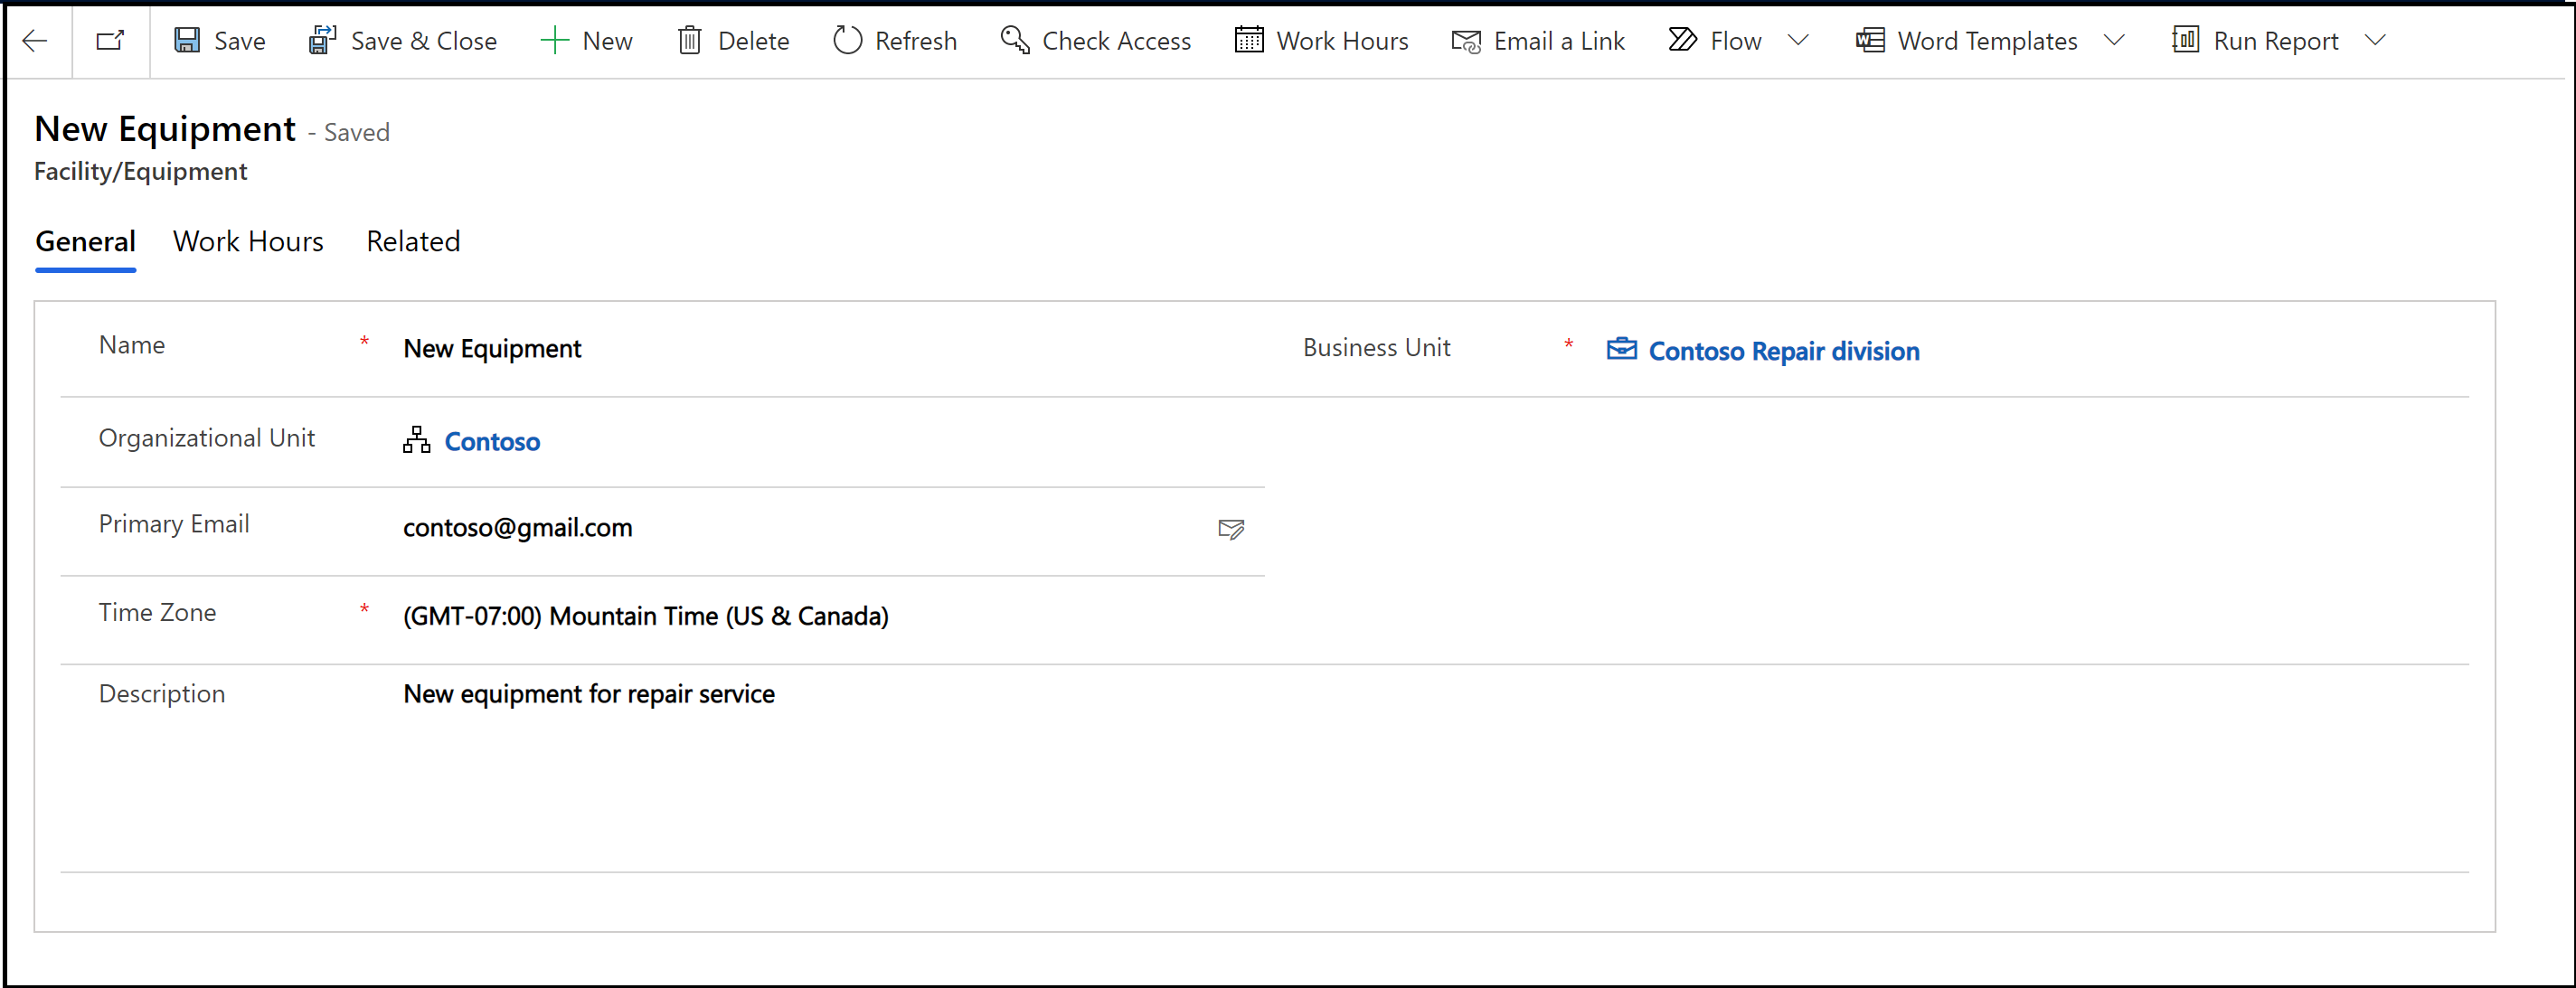 Save Save & Close New Delete Refresh Check Access Work Hours Email a Link Flow Word Templates Run Report
New Equipment - Saved
Facility/Equipment
General Work Hours Related
Name * New Equipment Business Unit * Contoso Repair division
Organizational Unit Contoso
Primary Email contoso@gmail.com
Time Zone * (GMT-07:00) Mountain Time (US & Canada)
Description New equipment for repair service